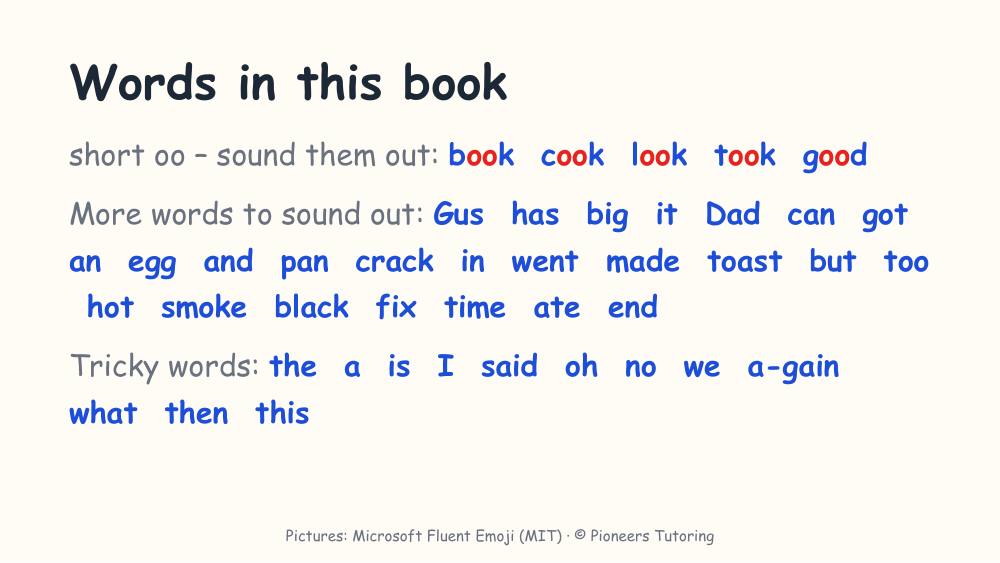 Words in this book
short oo – sound them out: book cook look took good
More words to sound out: Gus has big it Dad can got
an egg and pan crack in went made toast but too
hot smoke black fix time ate end
Tricky words: the a is I said oh no we a-gain
what then this
Pictures: Microsoft Fluent Emoji (MIT) · © Pioneers Tutoring